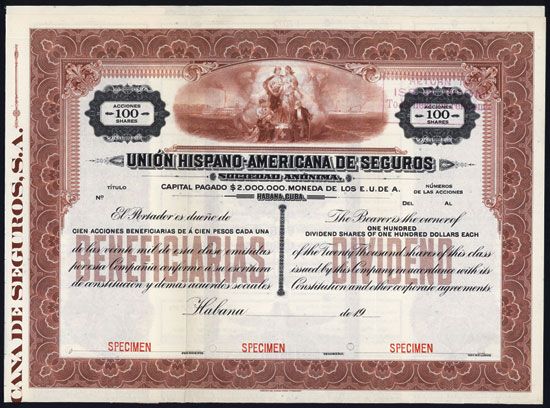 CANA DE SEGUROS, S.A.
ACCIONES
100
SHARES
ACCIONES
100
SHARES
UNIÓN HISPANO-AMERICANA DE SEGUROS
SOCIEDAD ANÓNIMA
CAPITAL PAGADO $2.000.000. MONEDA DE LOS E.U. DE A.
HABANA, CUBA.
TÍTULO
Nº
NÚMEROS
DE LAS ACCIONES
DEL AL
El Portador es dueño de
CIEN ACCIONES BENEFICIARIAS DE Á CIEN PESOS CADA UNA
de las veinte mil de esa clase emitidas
por esta Compañía conforme a su escritura
de constitución y demás acuerdos sociales
BENEFICIARIAS
The Bearer is the owner of
ONE HUNDRED
DIVIDEND SHARES OF ONE HUNDRED DOLLARS EACH
of the Twenty thousand shares of this class
issued by this Company in accordance with its
Constitution and other corporate agreements.
DIVIDEND
Habana de 19
SPECIMEN SPECIMEN SPECIMEN